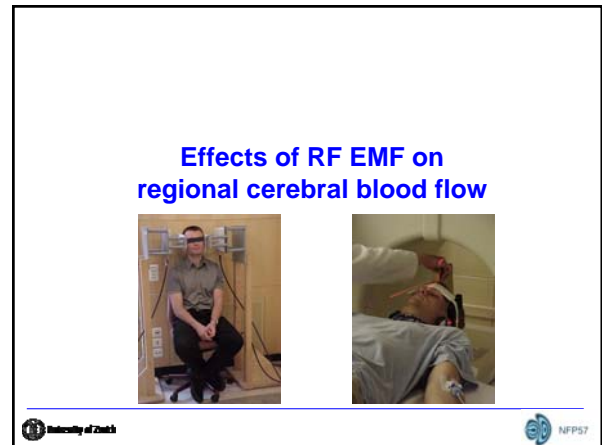 Effects of RF EMF on
regional cerebral blood flow
University of Zurich
NFP57